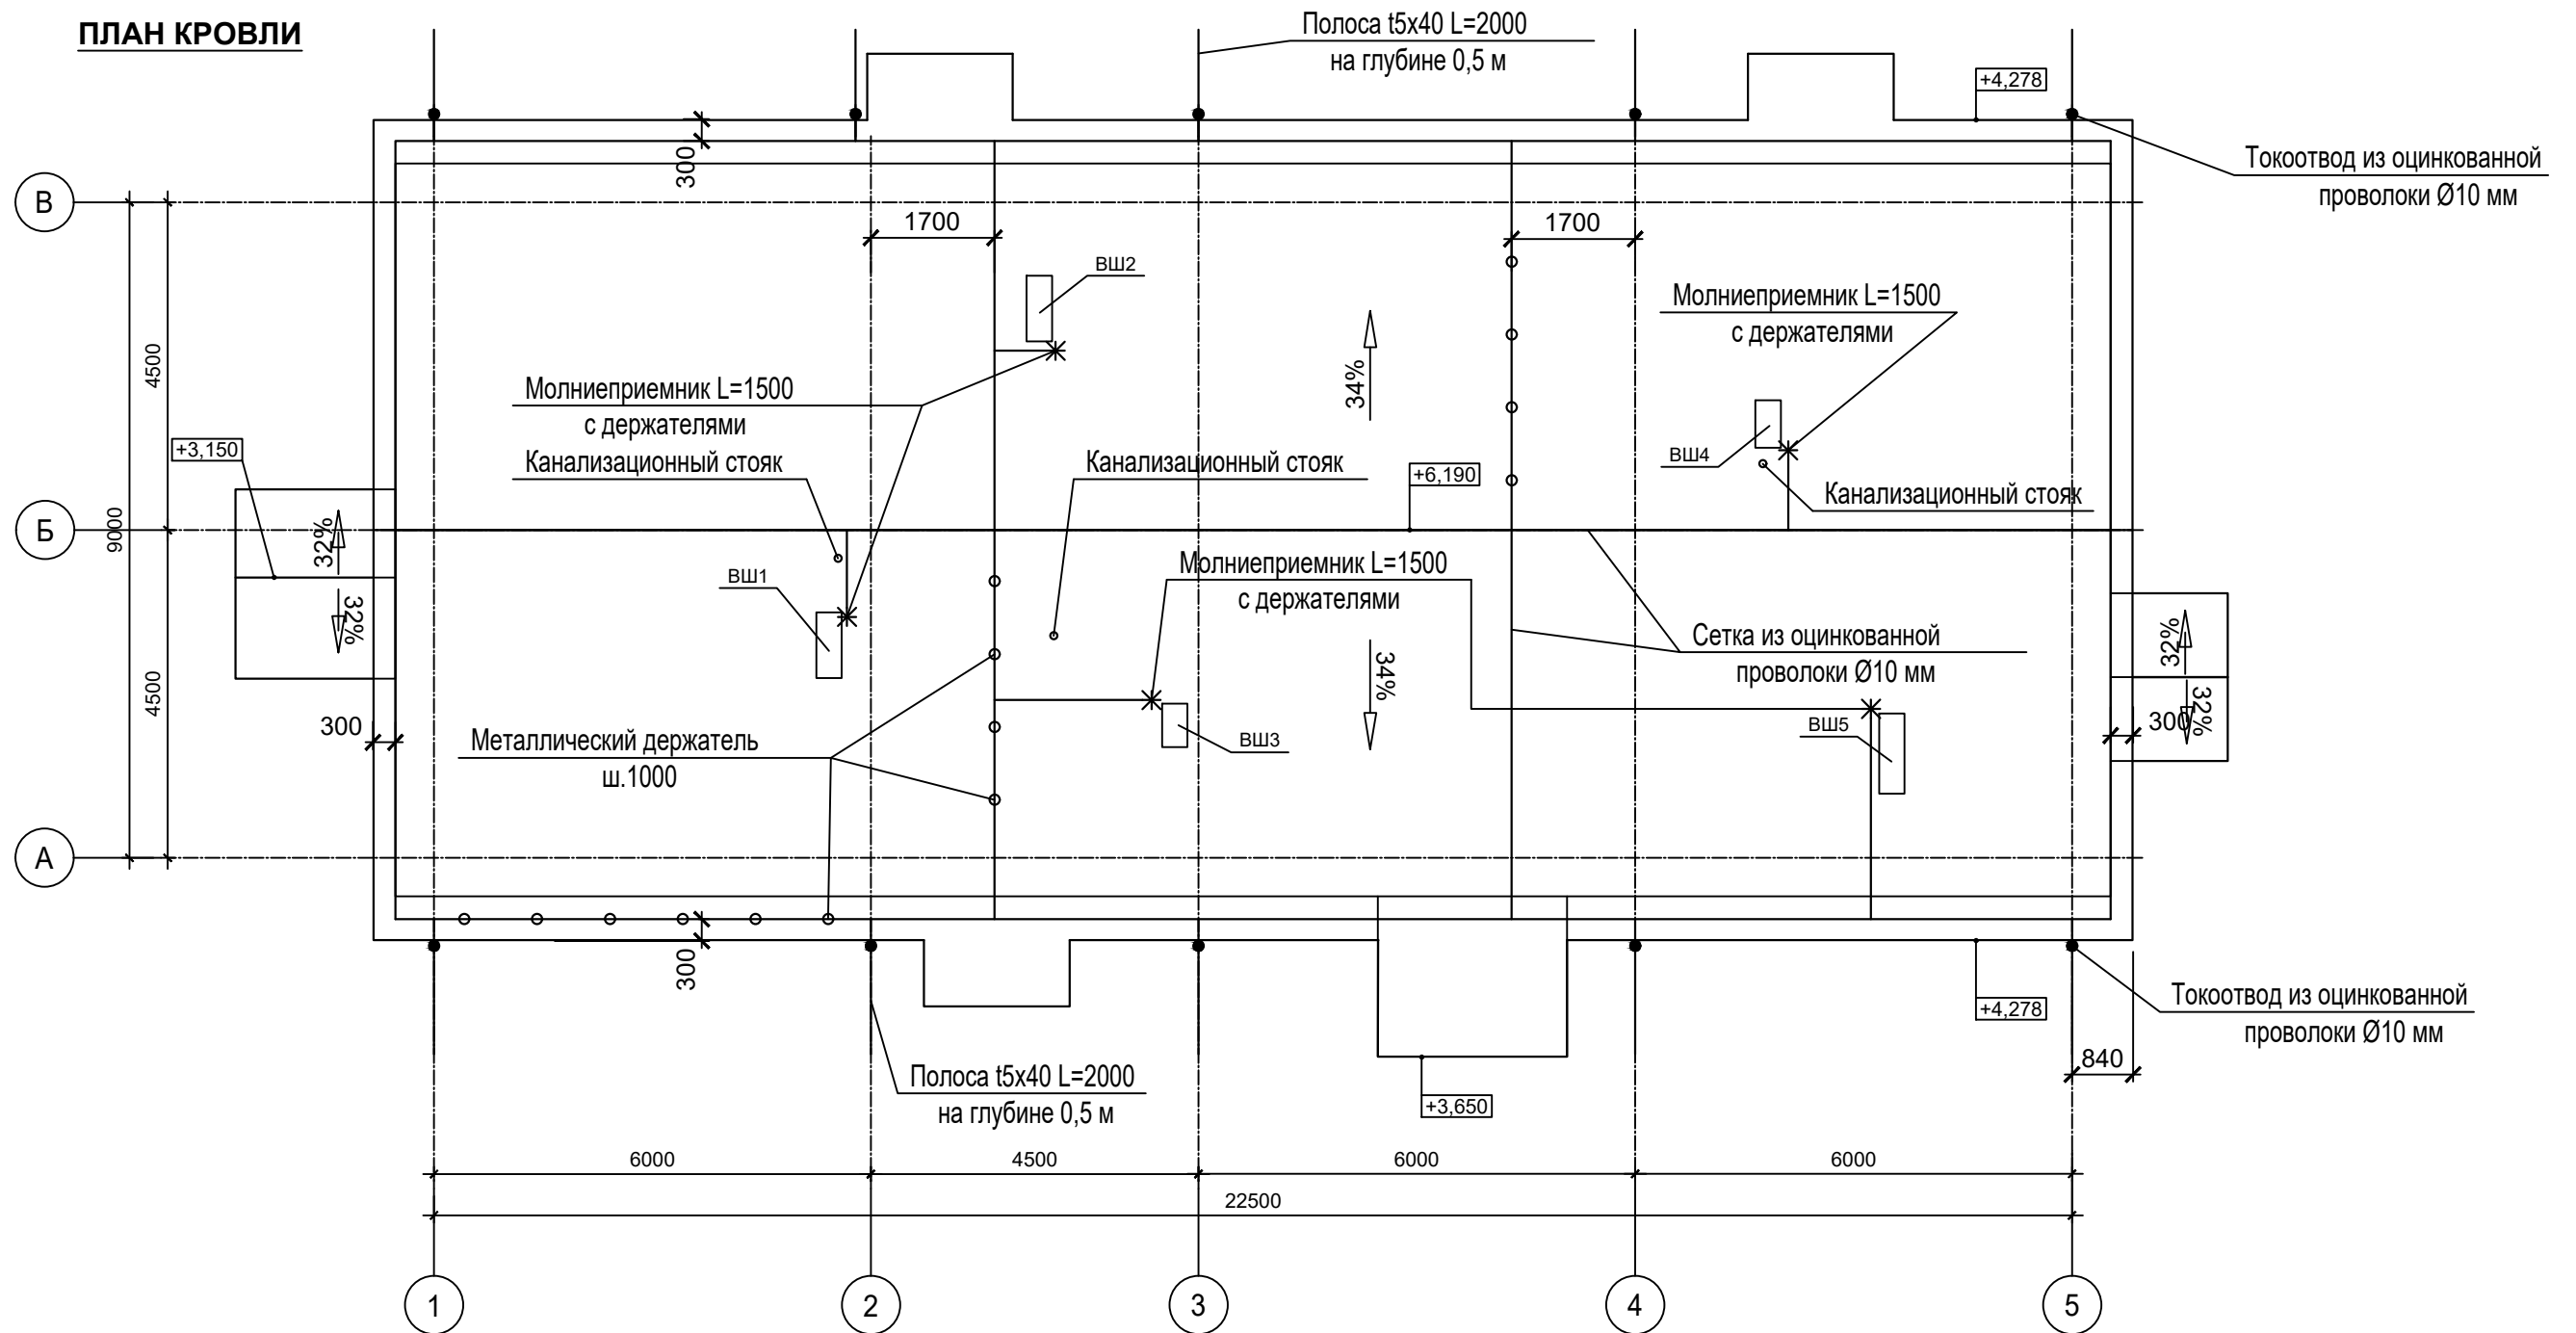 ПЛАН КРОВЛИ
Полоса t5x40 L=2000
на глубине 0,5 м
+4,278
Токоотвод из оцинкованной
проволоки Ø10 мм
300
В
1700
1700
ВШ2
Молниеприемник L=1500
с держателями
4500
34%
Молниеприемник L=1500
с держателями
+3,150
Канализационный стояк
Канализационный стояк
+6,190
ВШ4
Канализационный стояк
Б
9000
32%
32%
ВШ1
Молниеприемник L=1500
с держателями
34%
Сетка из оцинкованной
проволоки Ø10 мм
32%
32%
4500
300
Металлический держатель
ш.1000
ВШ3
ВШ5
300
А
300
Токоотвод из оцинкованной
проволоки Ø10 мм
+4,278
840
Полоса t5x40 L=2000
на глубине 0,5 м
+3,650
6000
4500
6000
6000
22500
1
2
3
4
5